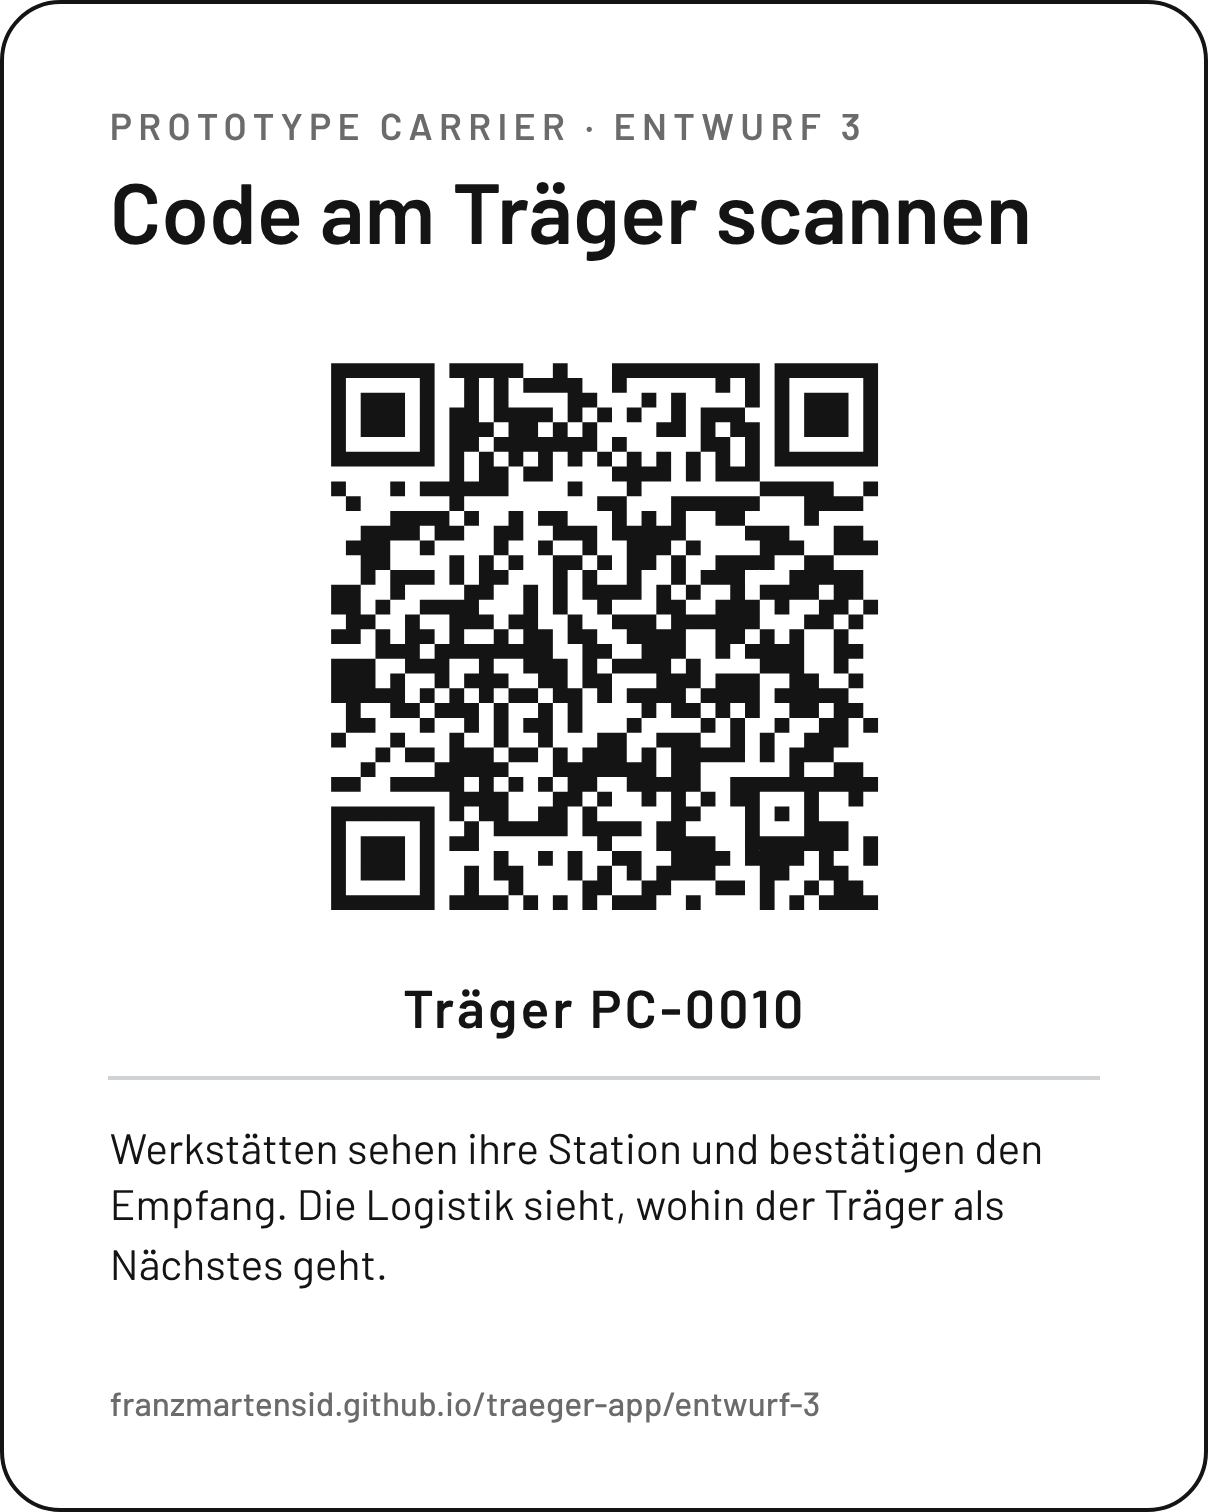 PROTOTYPE CARRIER · ENTWURF 3
Code am Träger scannen
Träger PC-0010
Werkstätten sehen ihre Station und bestätigen den
Empfang. Die Logistik sieht, wohin der Träger als
Nächstes geht.
franzmartensid.github.io/traeger-app/entwurf-3